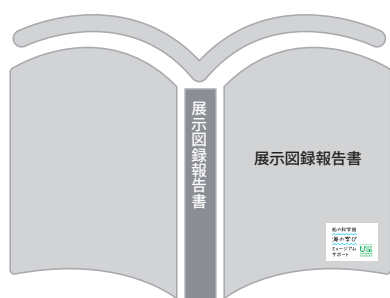 展示図録報告書
展示図録報告書
船の科学館
海の学び
ミュージアム
サポート